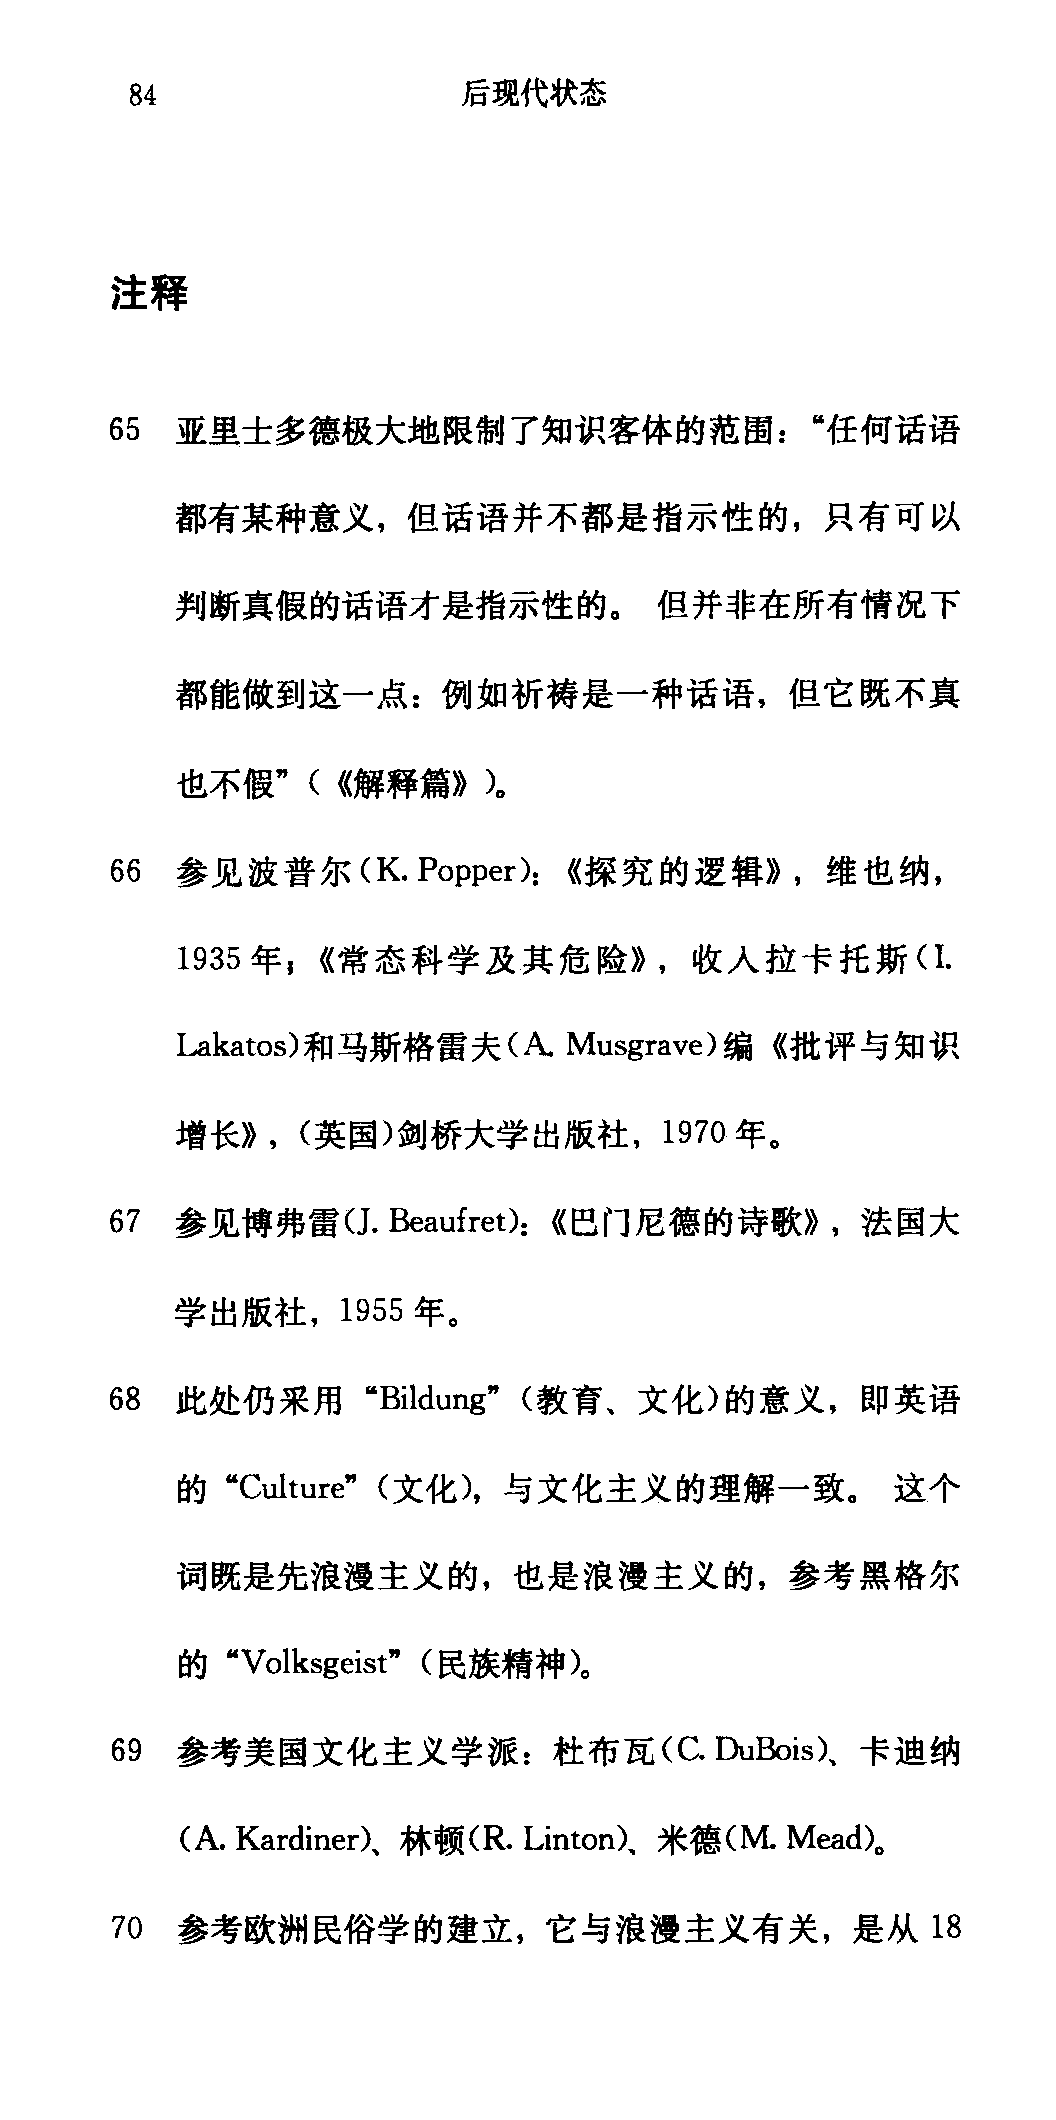 84 后现代状态
注释
65 亚里士多德极大地限制了知识客体的范围：“任何话语
都有某种意义，但话语并不都是指示性的，只有可以
判断真假的话语才是指示性的。 但并非在所有情况下
都能做到这一点：例如祈祷是一种话语，但它既不真
也不假”（《解释篇》）。
66 参见波普尔(K. Popper)：《探究的逻辑》，维也纳，
1935年；《常态科学及其危险》，收入拉卡托斯(I.
Lakatos)和马斯格雷夫(A. Musgrave)编《批评与知识
增长》，(英国)剑桥大学出版社，1970年。
67 参见博弗雷(J. Beaufret)：《巴门尼德的诗歌》，法国大
学出版社，1955年。
68 此处仍采用“Bildung”（教育、文化)的意义，即英语
的“Culture”（文化)，与文化主义的理解一致。 这个
词既是先浪漫主义的，也是浪漫主义的，参考黑格尔
的“Volksgeist”（民族精神)。
69 参考美国文化主义学派：杜布瓦(C. DuBois)、卡迪纳
(A. Kardiner)、林顿(R. Linton)、米德(M. Mead)。
70 参考欧洲民俗学的建立，它与浪漫主义有关，是从18